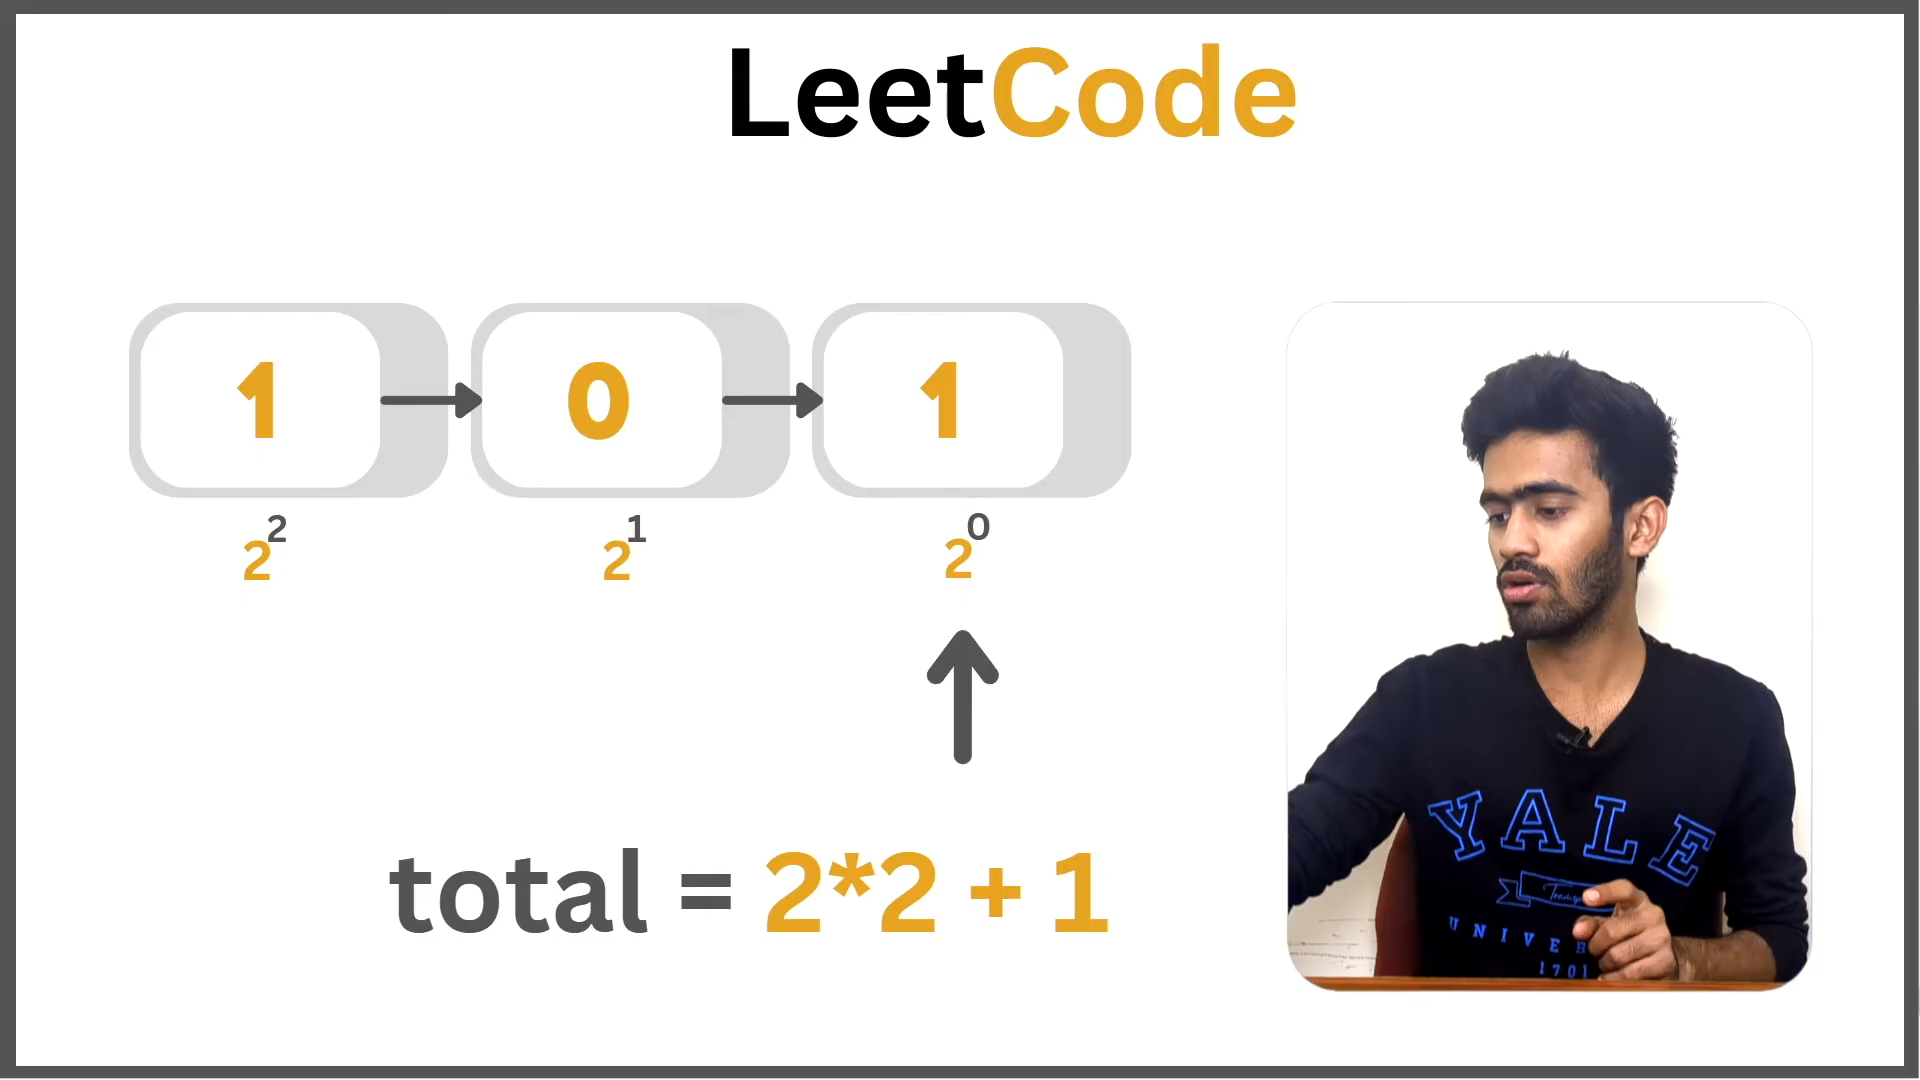 LeetCode
1 0 1
2² 2¹ 2⁰
total = 2*2 + 1
YALE
UNIVER
1701